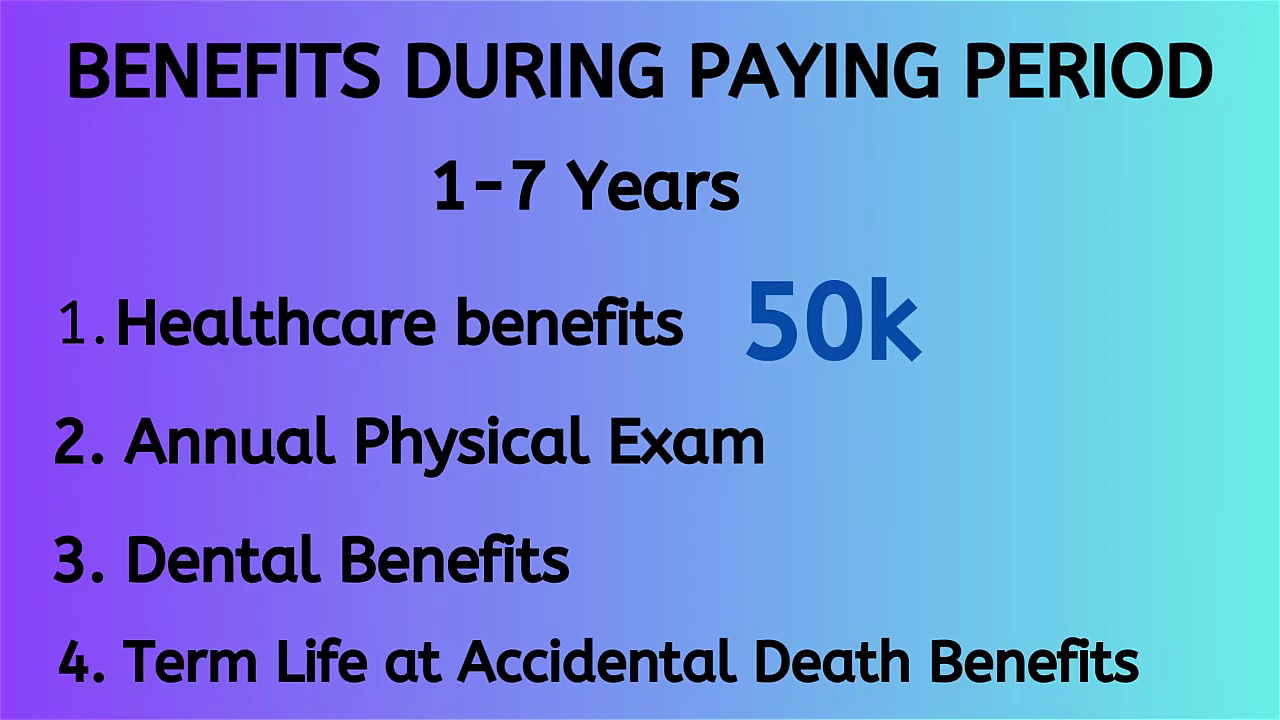 BENEFITS DURING PAYING PERIOD
1-7 Years
1. Healthcare benefits 50k
2. Annual Physical Exam
3. Dental Benefits
4. Term Life at Accidental Death Benefits